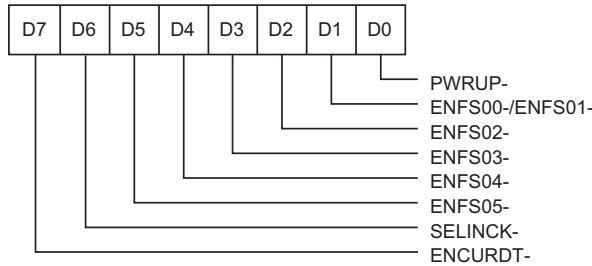 D7 D6 D5 D4 D3 D2 D1 D0
PWRUP-
ENFS00-/ENFS01-
ENFS02-
ENFS03-
ENFS04-
ENFS05-
SELINCK-
ENCURDT-